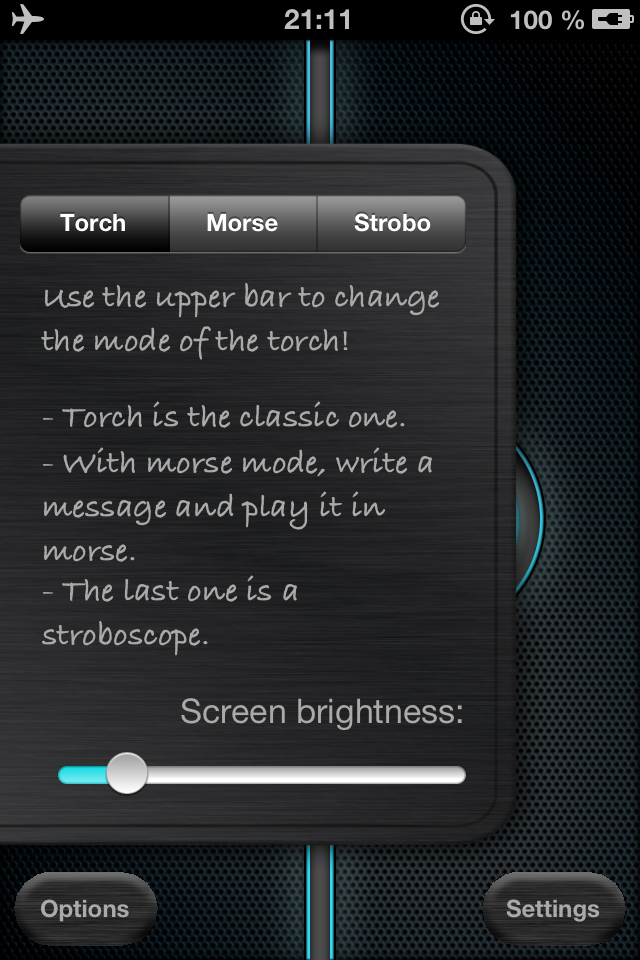 21:11 100 %
Torch Morse Strobo
Use the upper bar to change
the mode of the torch!
- Torch is the classic one.
- With morse mode, write a
message and play it in
morse.
- The last one is a
stroboscope.
Screen brightness:
Options Settings